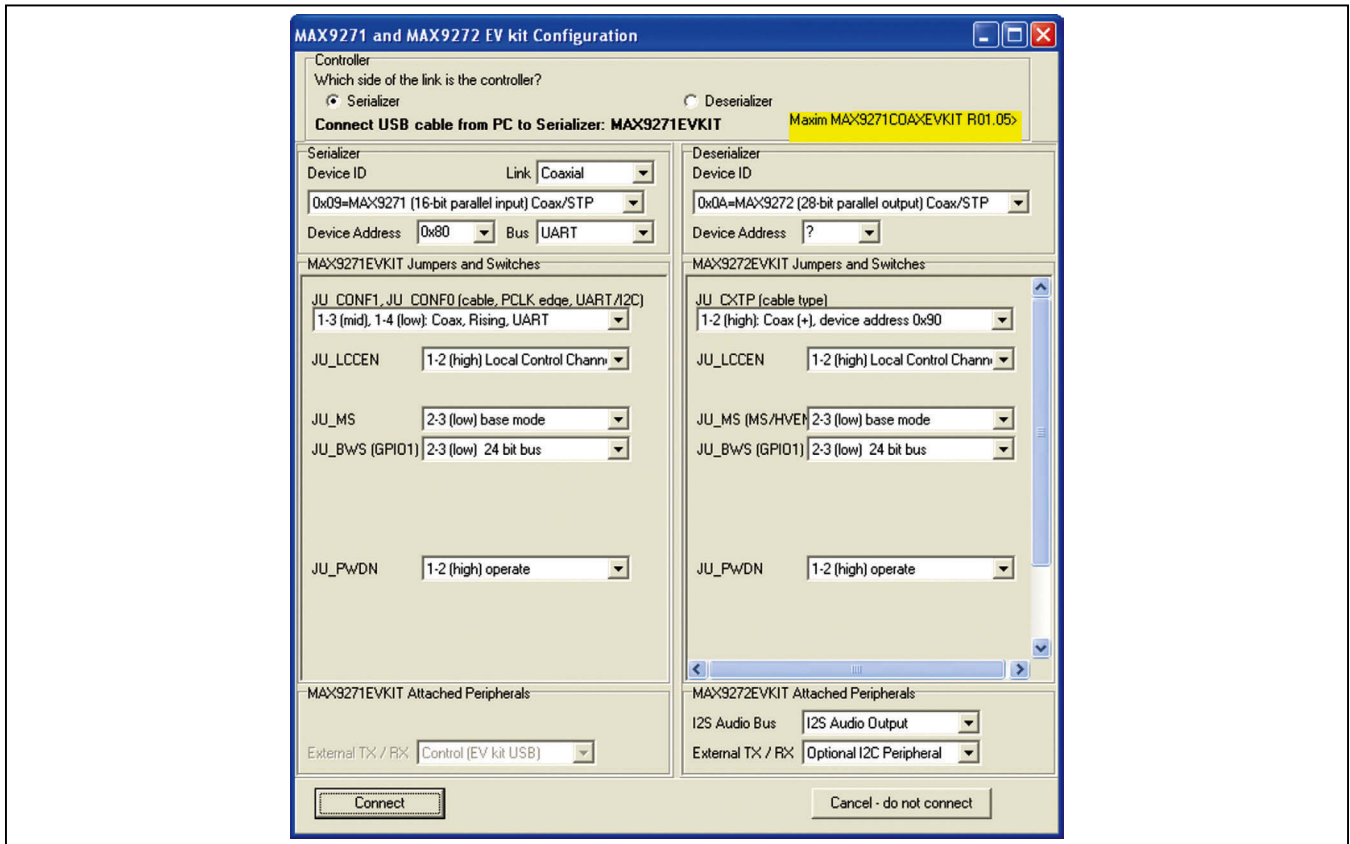 MAX9271 and MAX9272 EV kit Configuration
Controller
Which side of the link is the controller?
Serializer
Deserializer
Connect USB cable from PC to Serializer: MAX9271EVKIT
Maxim MAX9271COAXEVKIT R01.05>
Serializer
Device ID
Link Coaxial
0x09=MAX9271 (16-bit parallel input) Coax/STP
Device Address 0x80 Bus UART
Deserializer
Device ID
0x0A=MAX9272 (28-bit parallel output) Coax/STP
Device Address ?
MAX9271EVKIT Jumpers and Switches
JU_CONF1, JU_CONF0 (cable, PCLK edge, UART/I2C)
1-3 (mid), 1-4 (low): Coax, Rising, UART
JU_LCCEN 1-2 (high) Local Control Chann
JU_MS 2-3 (low) base mode
JU_BWS (GPIO1) 2-3 (low) 24 bit bus
JU_PWDN 1-2 (high) operate
MAX9272EVKIT Jumpers and Switches
JU_CXTP (cable type)
1-2 (high): Coax (+), device address 0x90
JU_LCCEN 1-2 (high) Local Control Chann
JU_MS (MS/HVEN 2-3 (low) base mode
JU_BWS (GPIO1) 2-3 (low) 24 bit bus
JU_PWDN 1-2 (high) operate
MAX9271EVKIT Attached Peripherals
External TX / RX Control (EV kit USB)
MAX9272EVKIT Attached Peripherals
I2S Audio Bus I2S Audio Output
External TX / RX Optional I2C Peripheral
Connect
Cancel - do not connect